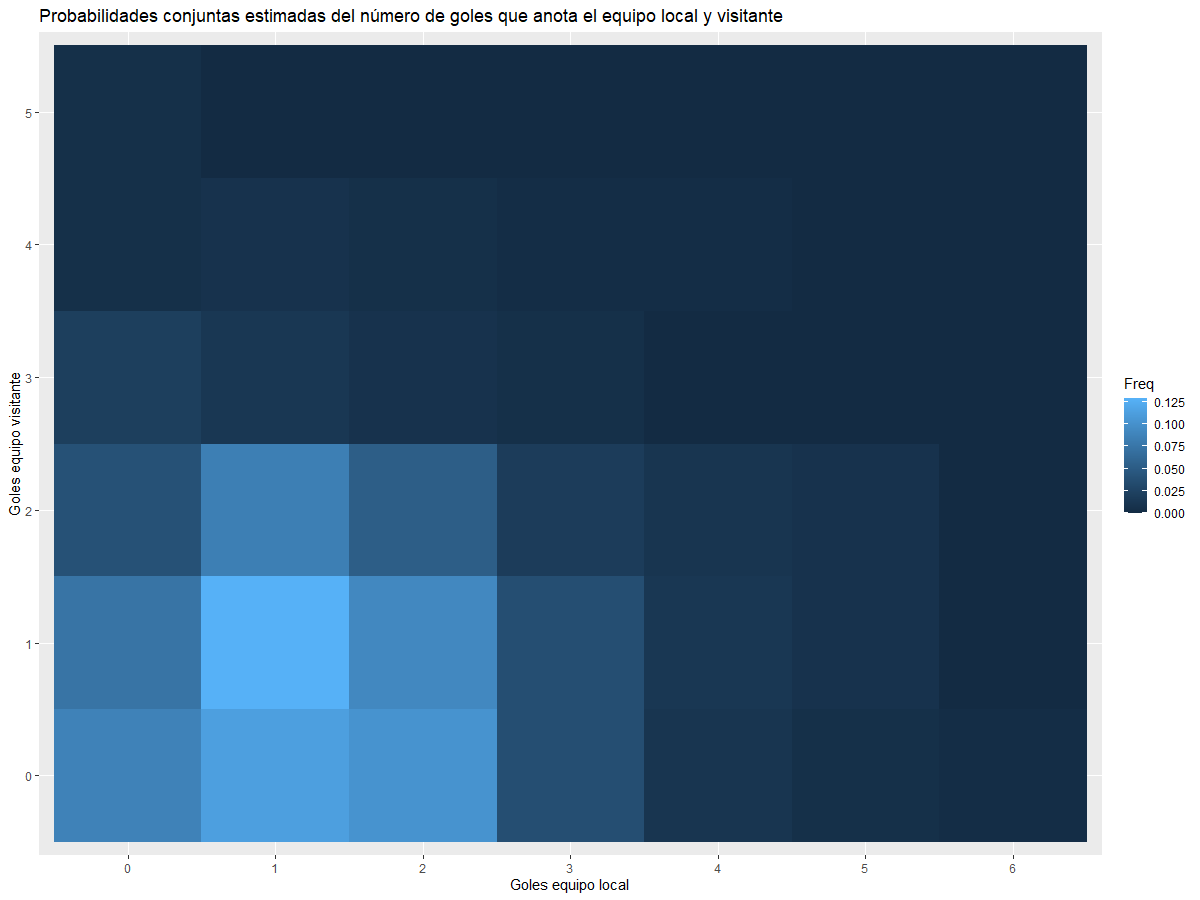 Probabilidades conjuntas estimadas del número de goles que anota el equipo local y visitante
Goles equipo visitante
5
4
3
2
1
0
0 1 2 3 4 5 6
Goles equipo local
Freq
0.125
0.100
0.075
0.050
0.025
0.000